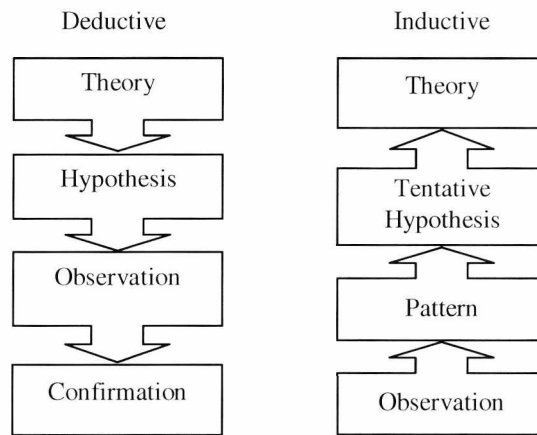 Deductive
Theory
Hypothesis
Observation
Confirmation
Inductive
Theory
Tentative
Hypothesis
Pattern
Observation